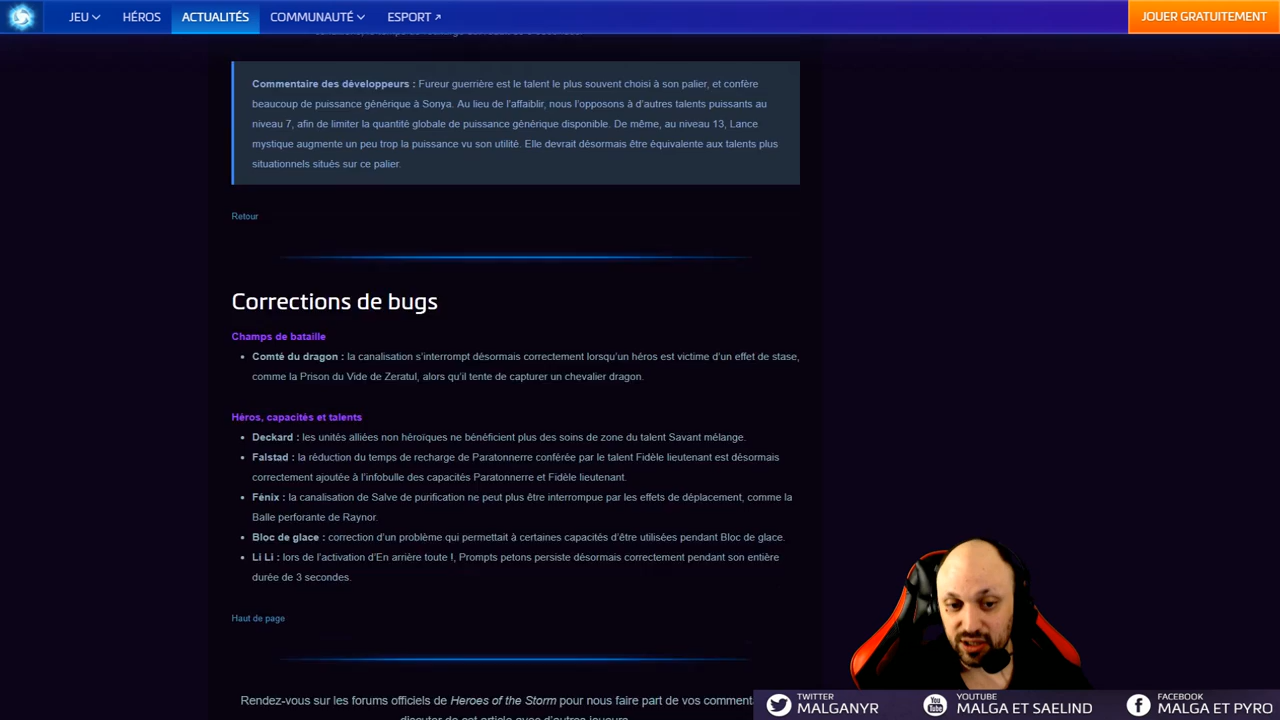 JEU HÉROS ACTUALITÉS COMMUNAUTÉ ESPORT JOUER GRATUITEMENT
Commentaire des développeurs : Fureur guerrière est le talent le plus souvent choisi à son palier, et confère
beaucoup de puissance générique à Sonya. Au lieu de l'affaiblir, nous l'opposons à d'autres talents puissants au
niveau 7, afin de limiter la quantité globale de puissance générique disponible. De même, au niveau 13, Lance
mystique augmente un peu trop la puissance vu son utilité. Elle devrait désormais être équivalente aux talents plus
situationnels situés sur ce palier.
Retour
Corrections de bugs
Champs de bataille
Comté du dragon : la canalisation s'interrompt désormais correctement lorsqu'un héros est victime d'un effet de stase,
comme la Prison du Vide de Zeratul, alors qu'il tente de capturer un chevalier dragon.
Héros, capacités et talents
Deckard : les unités alliées non héroïques ne bénéficient plus des soins de zone du talent Savant mélange.
Falstad : la réduction du temps de recharge de Paratonnerre conférée par le talent Fidèle lieutenant est désormais
correctement ajoutée à l'infobulle des capacités Paratonnerre et Fidèle lieutenant.
Fénix : la canalisation de Salve de purification ne peut plus être interrompue par les effets de déplacement, comme la
Balle perforante de Raynor.
Bloc de glace : correction d'un problème qui permettait à certaines capacités d'être utilisées pendant Bloc de glace.
Li Li : lors de l'activation d'En arrière toute !, Prompts petons persiste désormais correctement pendant son entière
durée de 3 secondes.
Haut de page
Rendez-vous sur les forums officiels de Heroes of the Storm pour nous faire part de vos
TWITTER
MALGANYR
YOUTUBE
MALGA ET SAELIND
FACEBOOK
MALGA ET PYRO